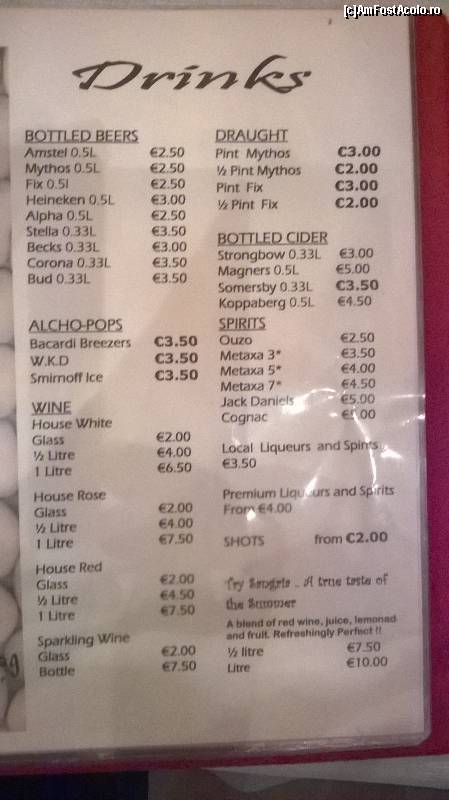 [c]AmFostAcolo.ro
Drinks
BOTTLED BEERS
Amstel 0.5L €2.50
Mythos 0.5L €2.50
Fix 0.5l €2.50
Heineken 0.5L €3.00
Alpha 0.5L €2.50
Stella 0.33L €3.50
Becks 0.33L €3.00
Corona 0.33L €3.50
Bud 0.33L €3.50
ALCHO-POPS
Bacardi Breezers €3.50
W.K.D €3.50
Smirnoff Ice €3.50
WINE
House White
Glass €2.00
½ Litre €4.00
1 Litre €6.50
House Rose
Glass €2.00
½ Litre €4.00
1 Litre €7.50
House Red
Glass €2.00
½ Litre €4.50
1 Litre €7.50
Sparkling Wine
Glass €2.00
Bottle €7.50
DRAUGHT
Pint Mythos €3.00
½ Pint Mythos €2.00
Pint Fix €3.00
½ Pint Fix €2.00
BOTTLED CIDER
Strongbow 0.33L €3.00
Magners 0.5L €5.00
Somersby 0.33L €3.50
Koppaberg 0.5L €4.50
SPIRITS
Ouzo €2.50
Metaxa 3* €3.50
Metaxa 5* €4.00
Metaxa 7* €4.50
Jack Daniels €5.00
Cognac €5.00
Local Liqueurs and Spirits
€3.50
Premium Liqueurs and Spirits
From €4.00
SHOTS from €2.00
Try Sangria .. A true taste of
the Summer
A blend of red wine, juice, lemonad
and fruit. Refreshingly Perfect !!
½ litre €7.50
Litre €10.00